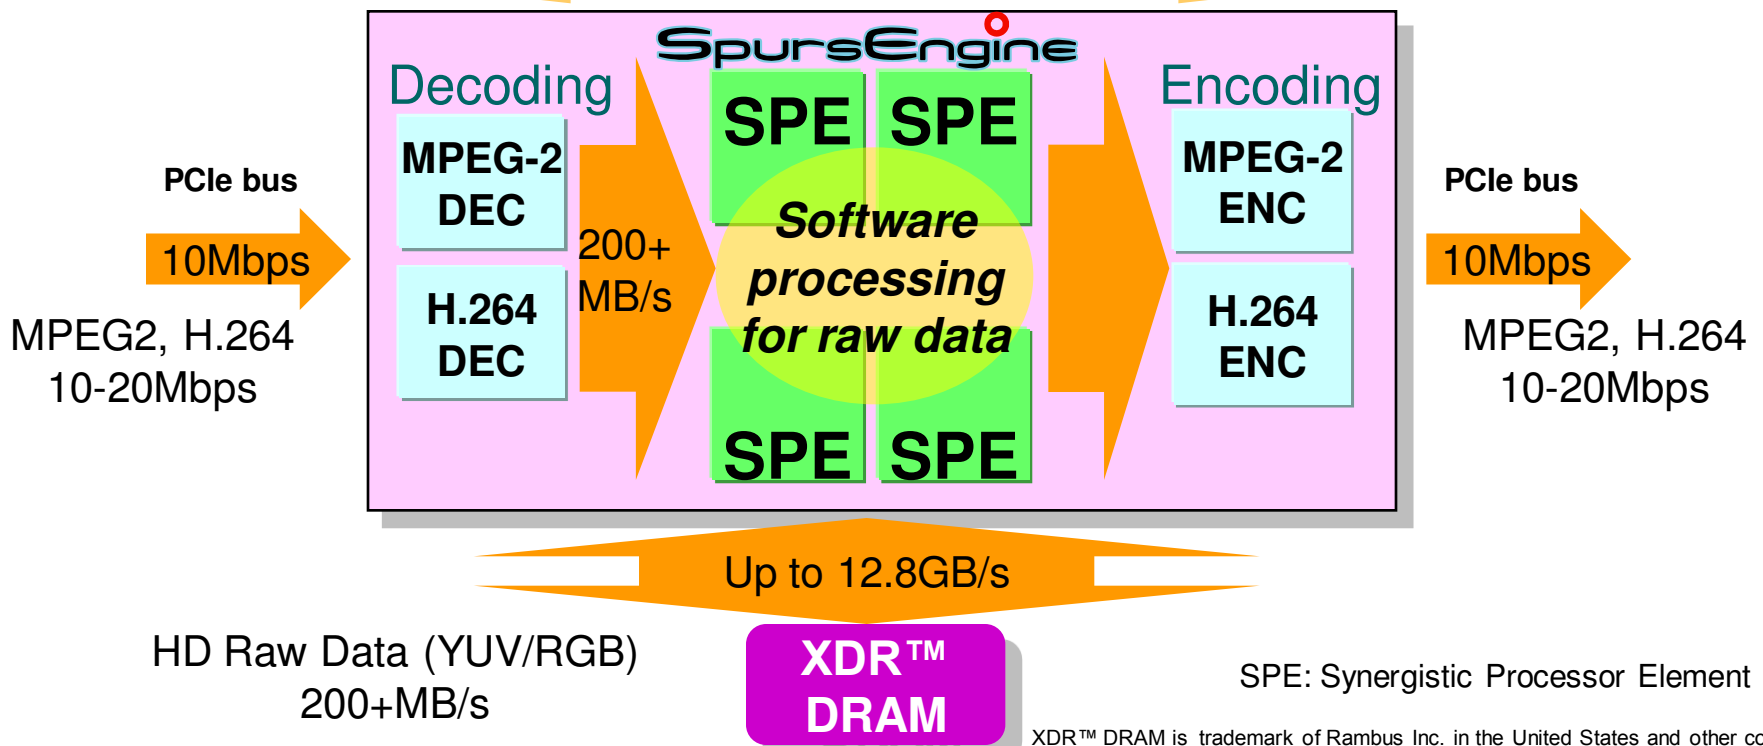 SpursEngine
Decoding
Encoding
SPE SPE
MPEG-2
DEC
MPEG-2
ENC
PCIe bus
10Mbps
PCIe bus
10Mbps
200+
MB/s
Software
processing
for raw data
H.264
DEC
H.264
ENC
MPEG2, H.264
10-20Mbps
MPEG2, H.264
10-20Mbps
SPE SPE
Up to 12.8GB/s
HD Raw Data (YUV/RGB)
200+MB/s
XDR™
DRAM
SPE: Synergistic Processor Element
XDR™ DRAM is trademark of Rambus Inc. in the United States and other